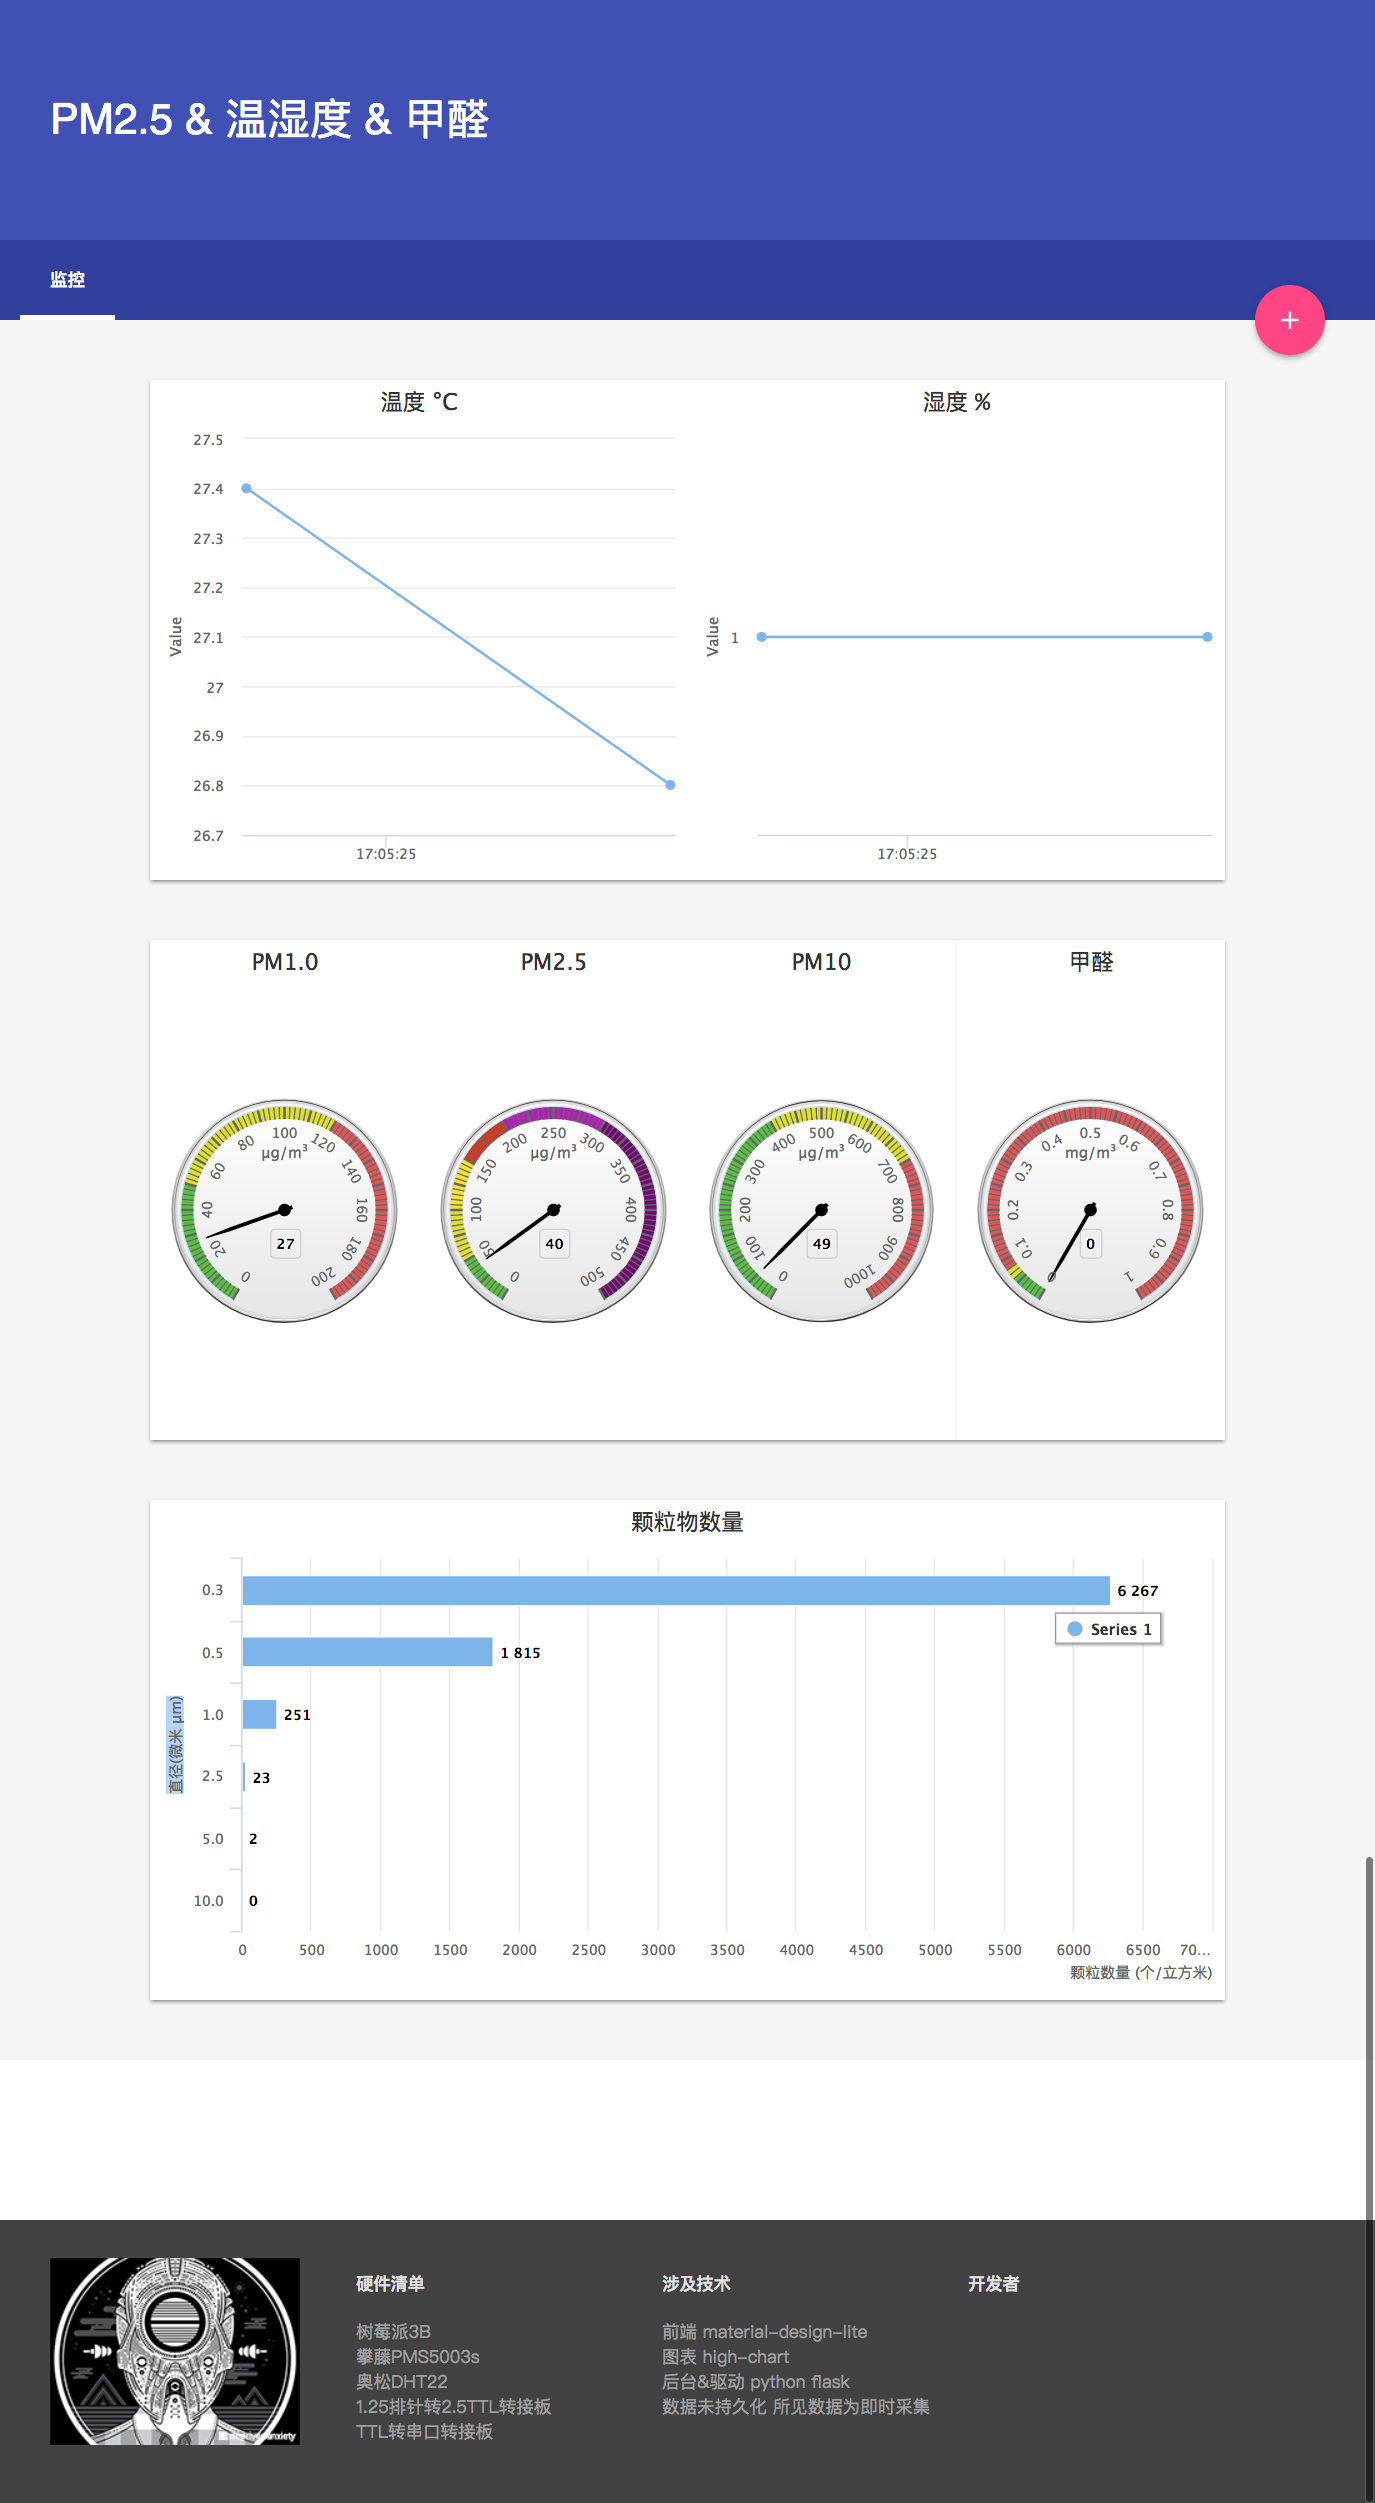 PM2.5 & 温湿度 & 甲醛
监控
+
温度 °C
湿度 %
27.5
27.4
27.3
27.2
27.1
27
26.9
26.8
26.7
Value
17:05:25
Value
1
17:05:25
PM1.0
PM2.5
PM10
甲醛
0 20 40 60 80 100 120 140 160 180 200
µg/m³
27
0 50 100 150 200 250 300 350 400 450 500
µg/m³
40
0 100 200 300 400 500 600 700 800 900 1000
µg/m³
49
0 0.1 0.2 0.3 0.4 0.5 0.6 0.7 0.8 0.9 1
mg/m³
0
颗粒物数量
直径(微米 µm)
0.3 6 267
Series 1
0.5 1 815
1.0 251
2.5 23
5.0 2
10.0 0
0 500 1000 1500 2000 2500 3000 3500 4000 4500 5000 5500 6000 6500 70...
颗粒数量 (个/立方米)
硬件清单
树莓派3B
攀藤PMS5003s
奥松DHT22
1.25排针转2.5TTL转接板
TTL转串口转接板
涉及技术
前端 material-design-lite
图表 high-chart
后台&驱动 python flask
数据未持久化 所见数据为即时采集
开发者